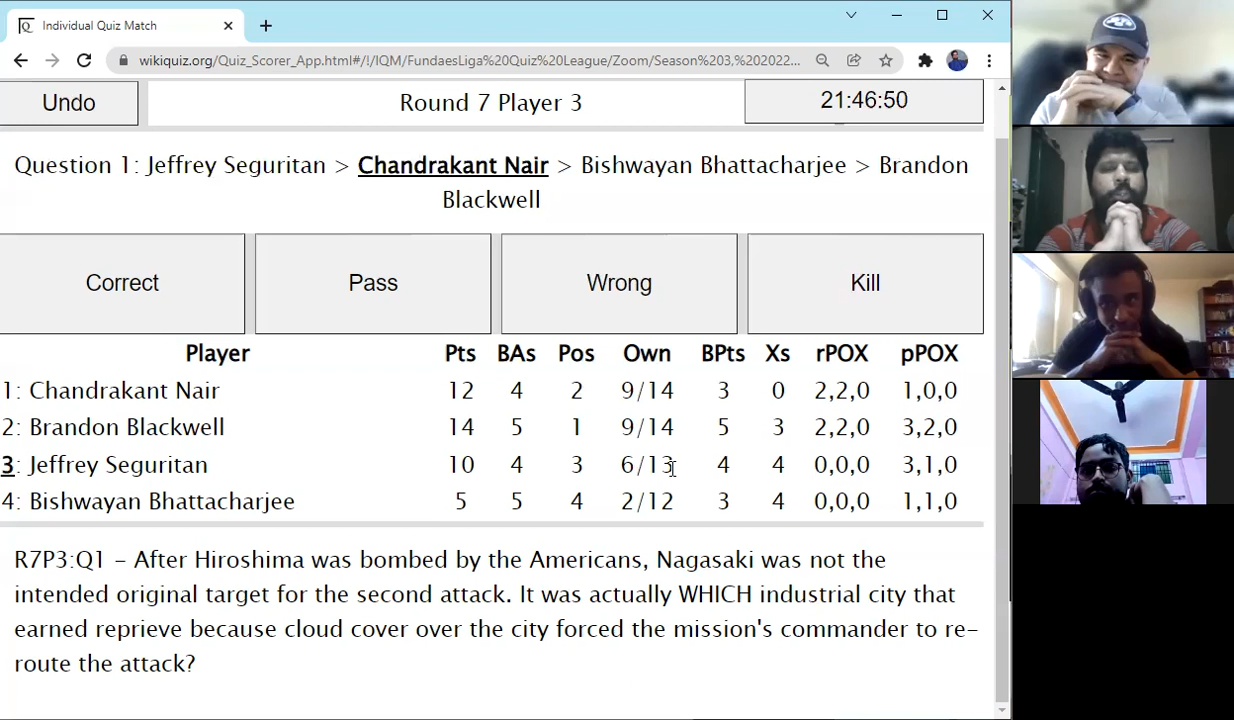 Individual Quiz Match
wikiquiz.org/Quiz_Scorer_App.html#/!/IQM/FundaesLiga%20Quiz%20League/Zoom/Season%203,%202022...
Undo
Round 7 Player 3
21:46:50
Question 1: Jeffrey Seguritan > Chandrakant Nair > Bishwayan Bhattacharjee > Brandon
Blackwell
Correct
Pass
Wrong
Kill
Player Pts BAs Pos Own BPts Xs rPOX pPOX
1: Chandrakant Nair 12 4 2 9/14 3 0 2,2,0 1,0,0
2: Brandon Blackwell 14 5 1 9/14 5 3 2,2,0 3,2,0
3: Jeffrey Seguritan 10 4 3 6/13 4 4 0,0,0 3,1,0
4: Bishwayan Bhattacharjee 5 5 4 2/12 3 4 0,0,0 1,1,0
R7P3:Q1 - After Hiroshima was bombed by the Americans, Nagasaki was not the
intended original target for the second attack. It was actually WHICH industrial city that
earned reprieve because cloud cover over the city forced the mission's commander to re-
route the attack?